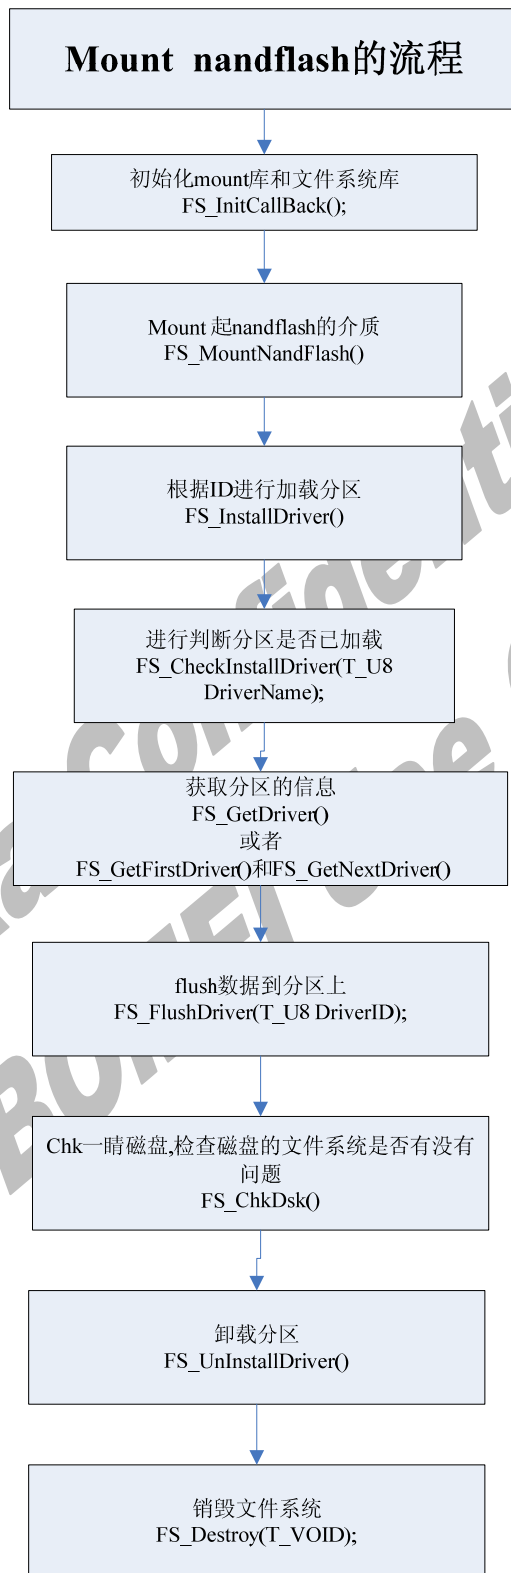 Mount nandflash的流程
初始化mount库和文件系统库
FS_InitCallBack();
Mount 起nandflash的介质
FS_MountNandFlash()
根据ID进行加载分区
FS_InstallDriver()
进行判断分区是否已加载
FS_CheckInstallDriver(T_U8
DriverName);
获取分区的信息
FS_GetDriver()
或者
FS_GetFirstDriver()和FS_GetNextDriver()
flush数据到分区上
FS_FlushDriver(T_U8 DriverID);
Chk一睛磁盘,检查磁盘的文件系统是否有没有
问题
FS_ChkDsk()
卸载分区
FS_UnInstallDriver()
销毁文件系统
FS_Destroy(T_VOID);